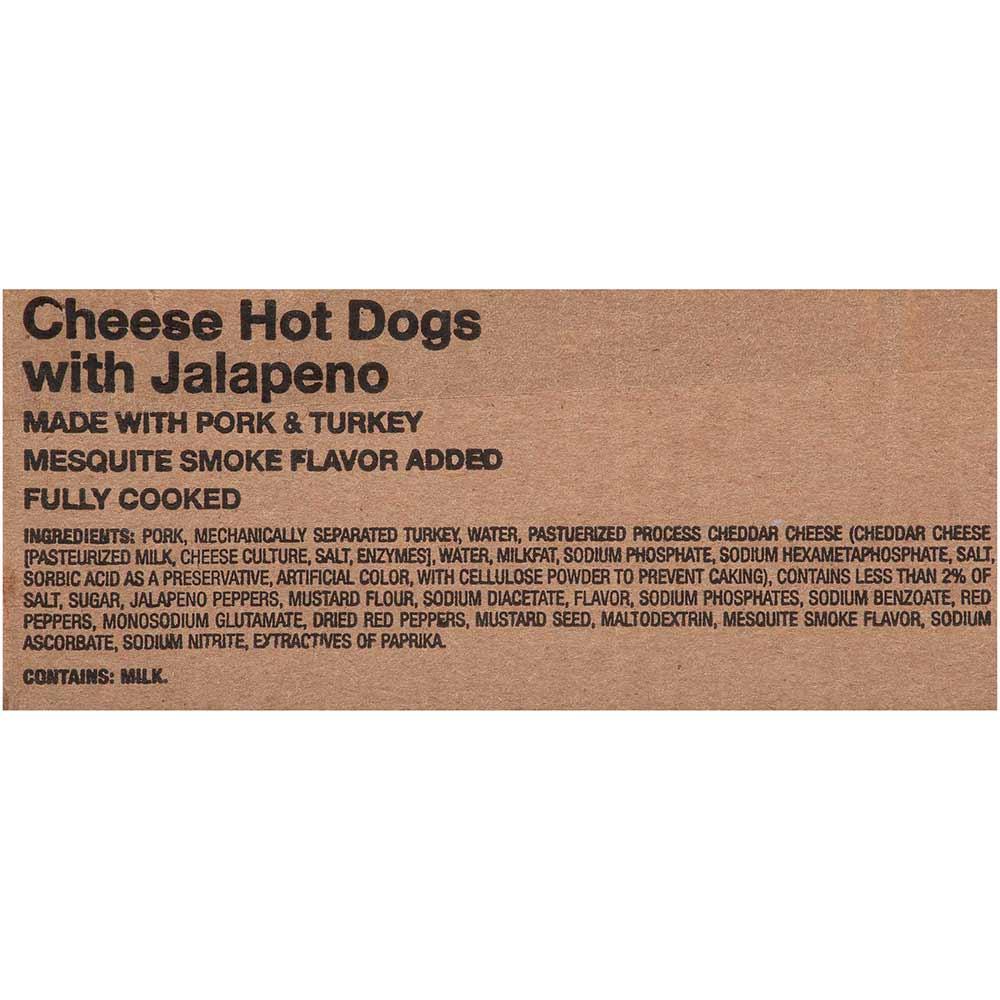 Cheese Hot Dogs
with Jalapeno
MADE WITH PORK & TURKEY
MESQUITE SMOKE FLAVOR ADDED
FULLY COOKED
INGREDIENTS: PORK, MECHANICALLY SEPARATED TURKEY, WATER, PASTUERIZED PROCESS CHEDDAR CHEESE (CHEDDAR CHEESE
[PASTEURIZED MILK, CHEESE CULTURE, SALT, ENZYMES], WATER, MILKFAT, SODIUM PHOSPHATE, SODIUM HEXAMETAPHOSPHATE, SALT,
SORBIC ACID AS A PRESERVATIVE, ARTIFICIAL COLOR, WITH CELLULOSE POWDER TO PREVENT CAKING), CONTAINS LESS THAN 2% OF
SALT, SUGAR, JALAPENO PEPPERS, MUSTARD FLOUR, SODIUM DIACETATE, FLAVOR, SODIUM PHOSPHATES, SODIUM BENZOATE, RED
PEPPERS, MONOSODIUM GLUTAMATE, DRIED RED PEPPERS, MUSTARD SEED, MALTODEXTRIN, MESQUITE SMOKE FLAVOR, SODIUM
ASCORBATE, SODIUM NITRITE, EXTRACTIVES OF PAPRIKA.
CONTAINS: MILK.